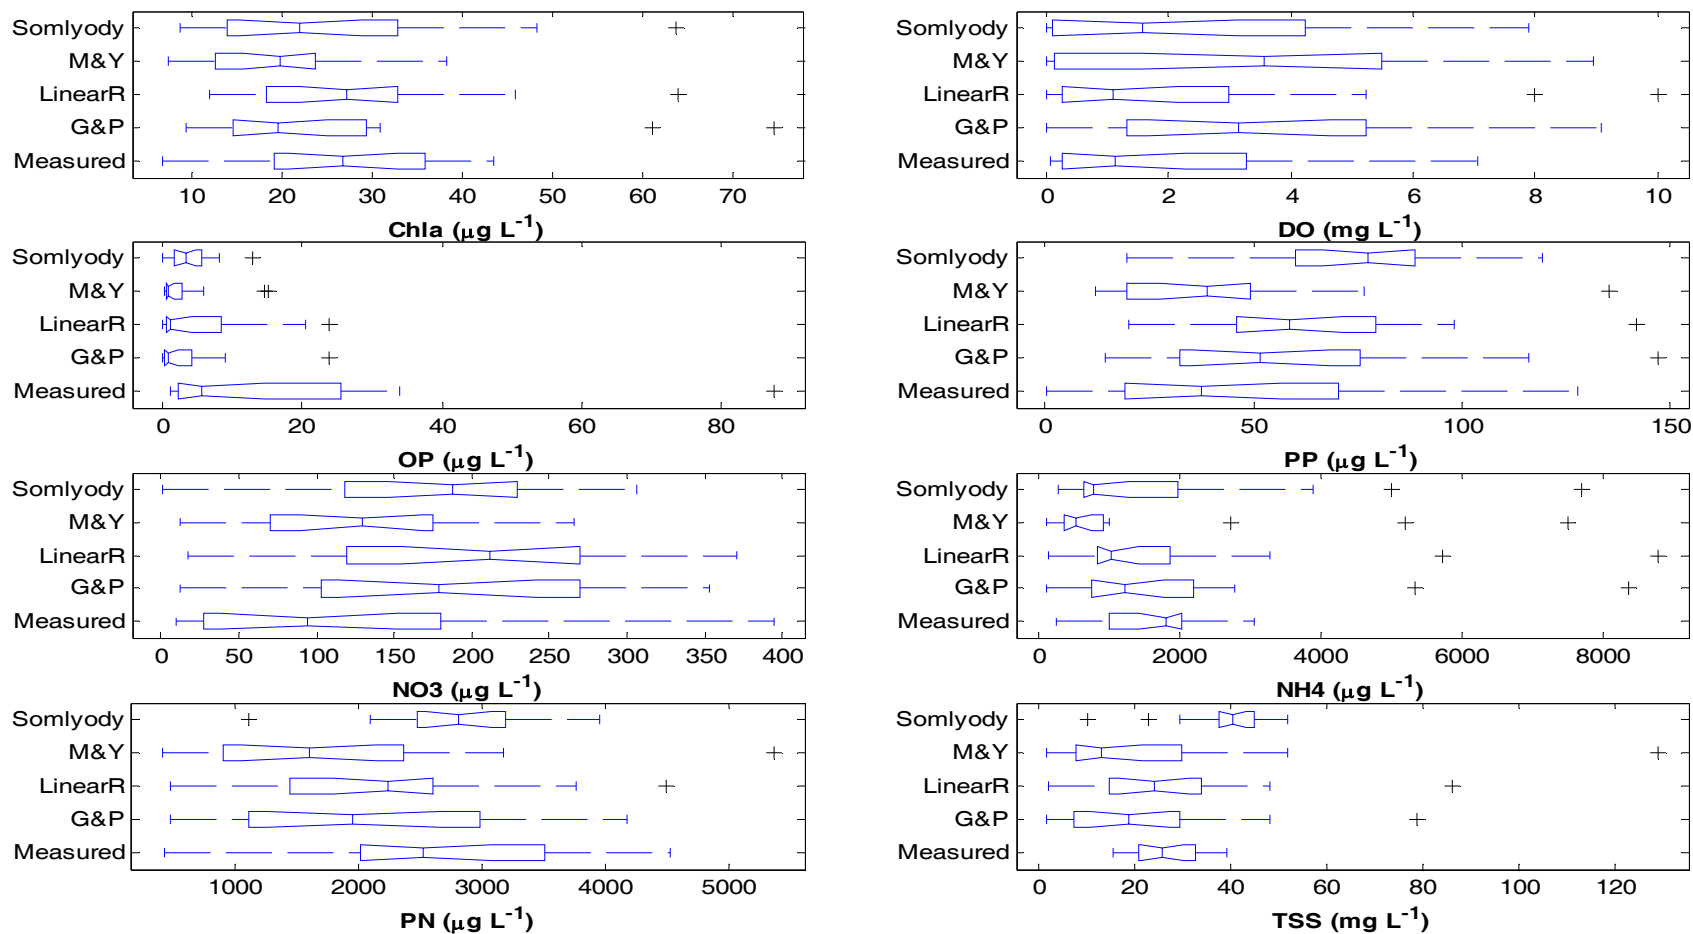 Somlyody
M&Y
LinearR
G&P
Measured
10 20 30 40 50 60 70
Chla (μg L-1)
Somlyody
M&Y
LinearR
G&P
Measured
0 2 4 6 8 10
DO (mg L-1)
Somlyody
M&Y
LinearR
G&P
Measured
0 20 40 60 80
OP (μg L-1)
Somlyody
M&Y
LinearR
G&P
Measured
0 50 100 150
PP (μg L-1)
Somlyody
M&Y
LinearR
G&P
Measured
0 50 100 150 200 250 300 350 400
NO3 (μg L-1)
Somlyody
M&Y
LinearR
G&P
Measured
0 2000 4000 6000 8000
NH4 (μg L-1)
Somlyody
M&Y
LinearR
G&P
Measured
1000 2000 3000 4000 5000
PN (μg L-1)
Somlyody
M&Y
LinearR
G&P
Measured
0 20 40 60 80 100 120
TSS (mg L-1)